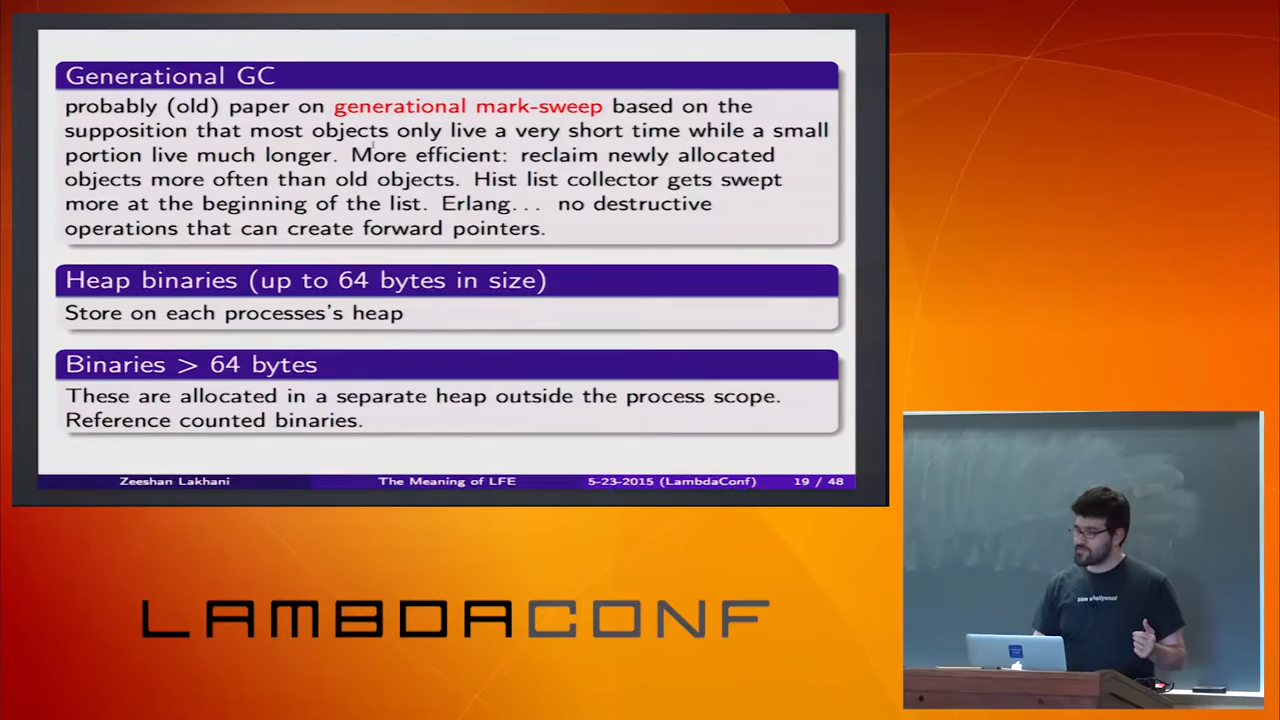 Generational GC
probably (old) paper on generational mark-sweep based on the
supposition that most objects only live a very short time while a small
portion live much longer. More efficient: reclaim newly allocated
objects more often than old objects. Hist list collector gets swept
more at the beginning of the list. Erlang... no destructive
operations that can create forward pointers.
Heap binaries (up to 64 bytes in size)
Store on each processes's heap
Binaries > 64 bytes
These are allocated in a separate heap outside the process scope.
Reference counted binaries.
Zeeshan Lakhani The Meaning of LFE 5-23-2015 (LambdaConf) 19 / 48
LAMBDACONF